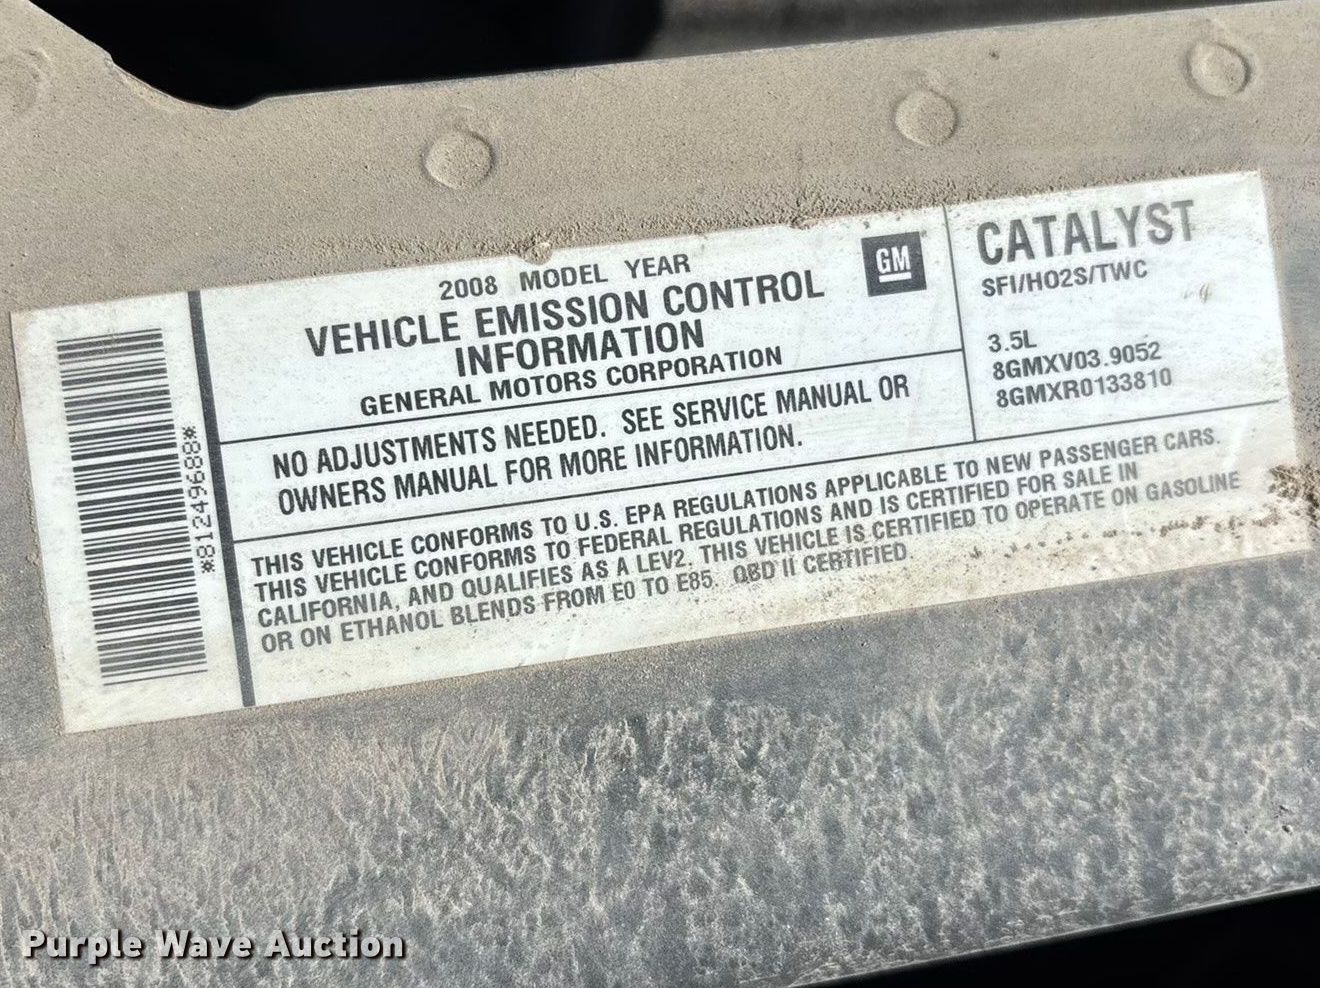 2008 MODEL YEAR
VEHICLE EMISSION CONTROL
INFORMATION
GENERAL MOTORS CORPORATION
GM
CATALYST
SFI/HO2S/TWC
3.5L
8GMXV03.9052
8GMXR0133810
NO ADJUSTMENTS NEEDED. SEE SERVICE MANUAL OR
OWNERS MANUAL FOR MORE INFORMATION.
THIS VEHICLE CONFORMS TO U.S. EPA REGULATIONS APPLICABLE TO NEW PASSENGER CARS.
THIS VEHICLE CONFORMS TO FEDERAL REGULATIONS AND IS CERTIFIED FOR SALE IN
CALIFORNIA, AND QUALIFIES AS A LEV2. THIS VEHICLE IS CERTIFIED TO OPERATE ON GASOLINE
OR ON ETHANOL BLENDS FROM E0 TO E85. OBD II CERTIFIED.
*81249688*
Purple Wave Auction